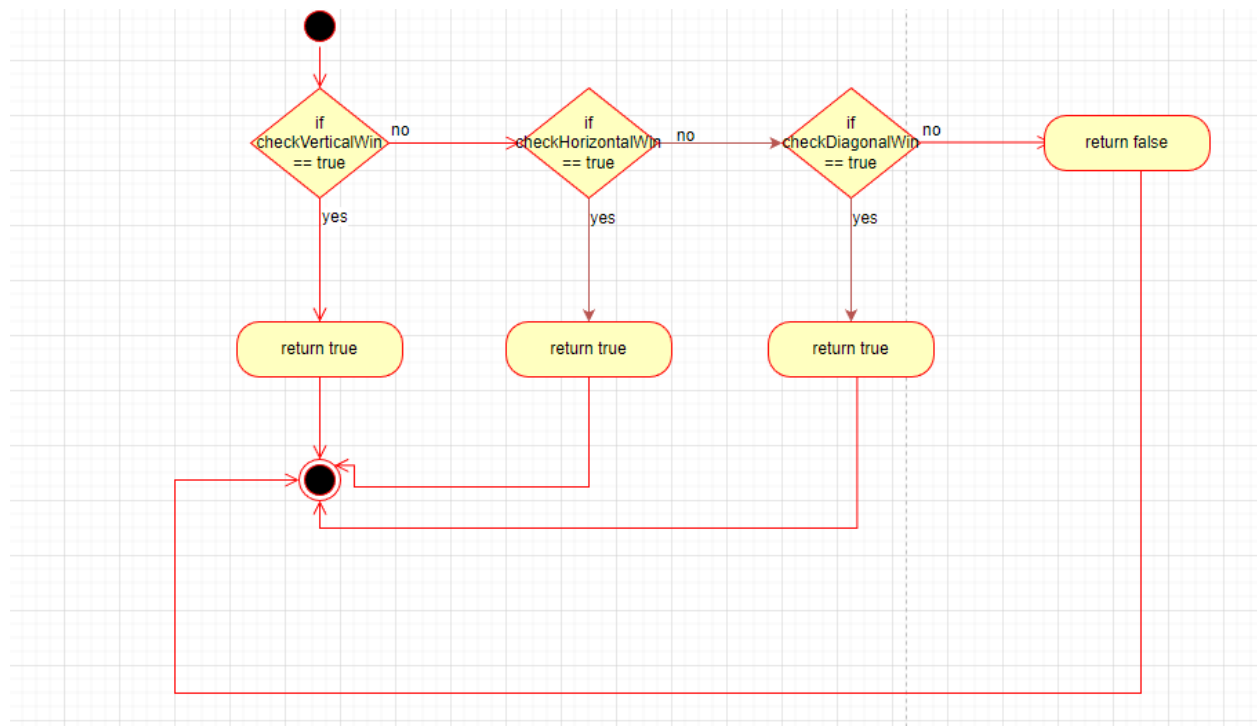 if
checkVerticalWin
== true
no
if
checkHorizontalWin
== true
no
if
checkDiagonalWin
== true
no
return false
yes
yes
yes
return true
return true
return true